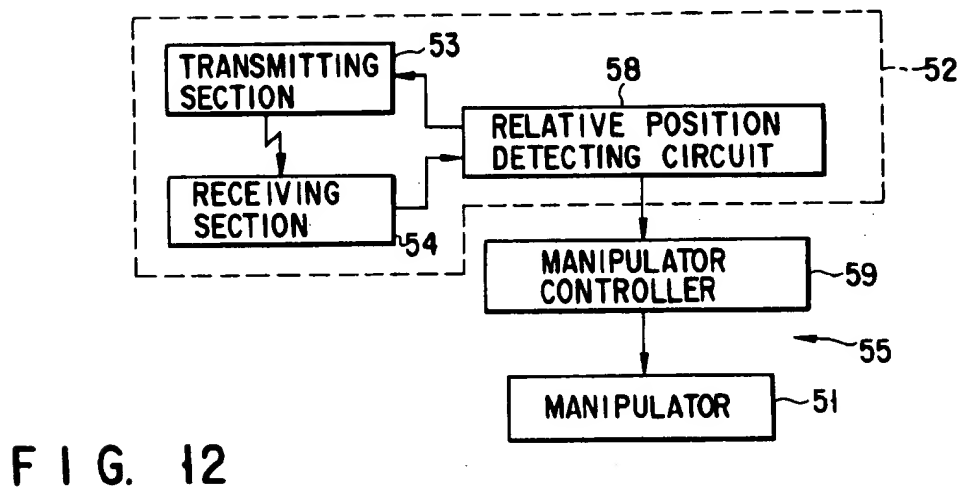 53
TRANSMITTING
SECTION
58
52
RELATIVE POSITION
DETECTING CIRCUIT
RECEIVING
SECTION
54
MANIPULATOR
CONTROLLER
59
55
MANIPULATOR
51
FIG. 12